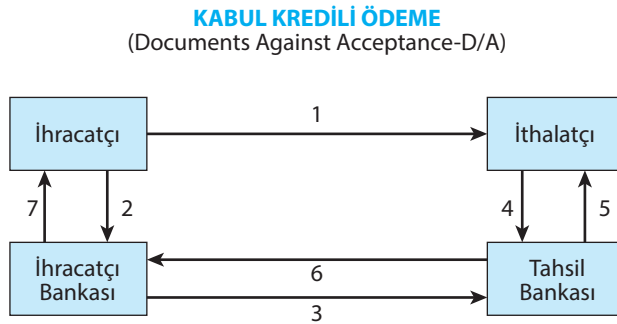 KABUL KREDİLİ ÖDEME
(Documents Against Acceptance-D/A)
1
İhracatçı
İthalatçı
7
2
4
5
İhracatçı
Bankası
6
3
Tahsil
Bankası